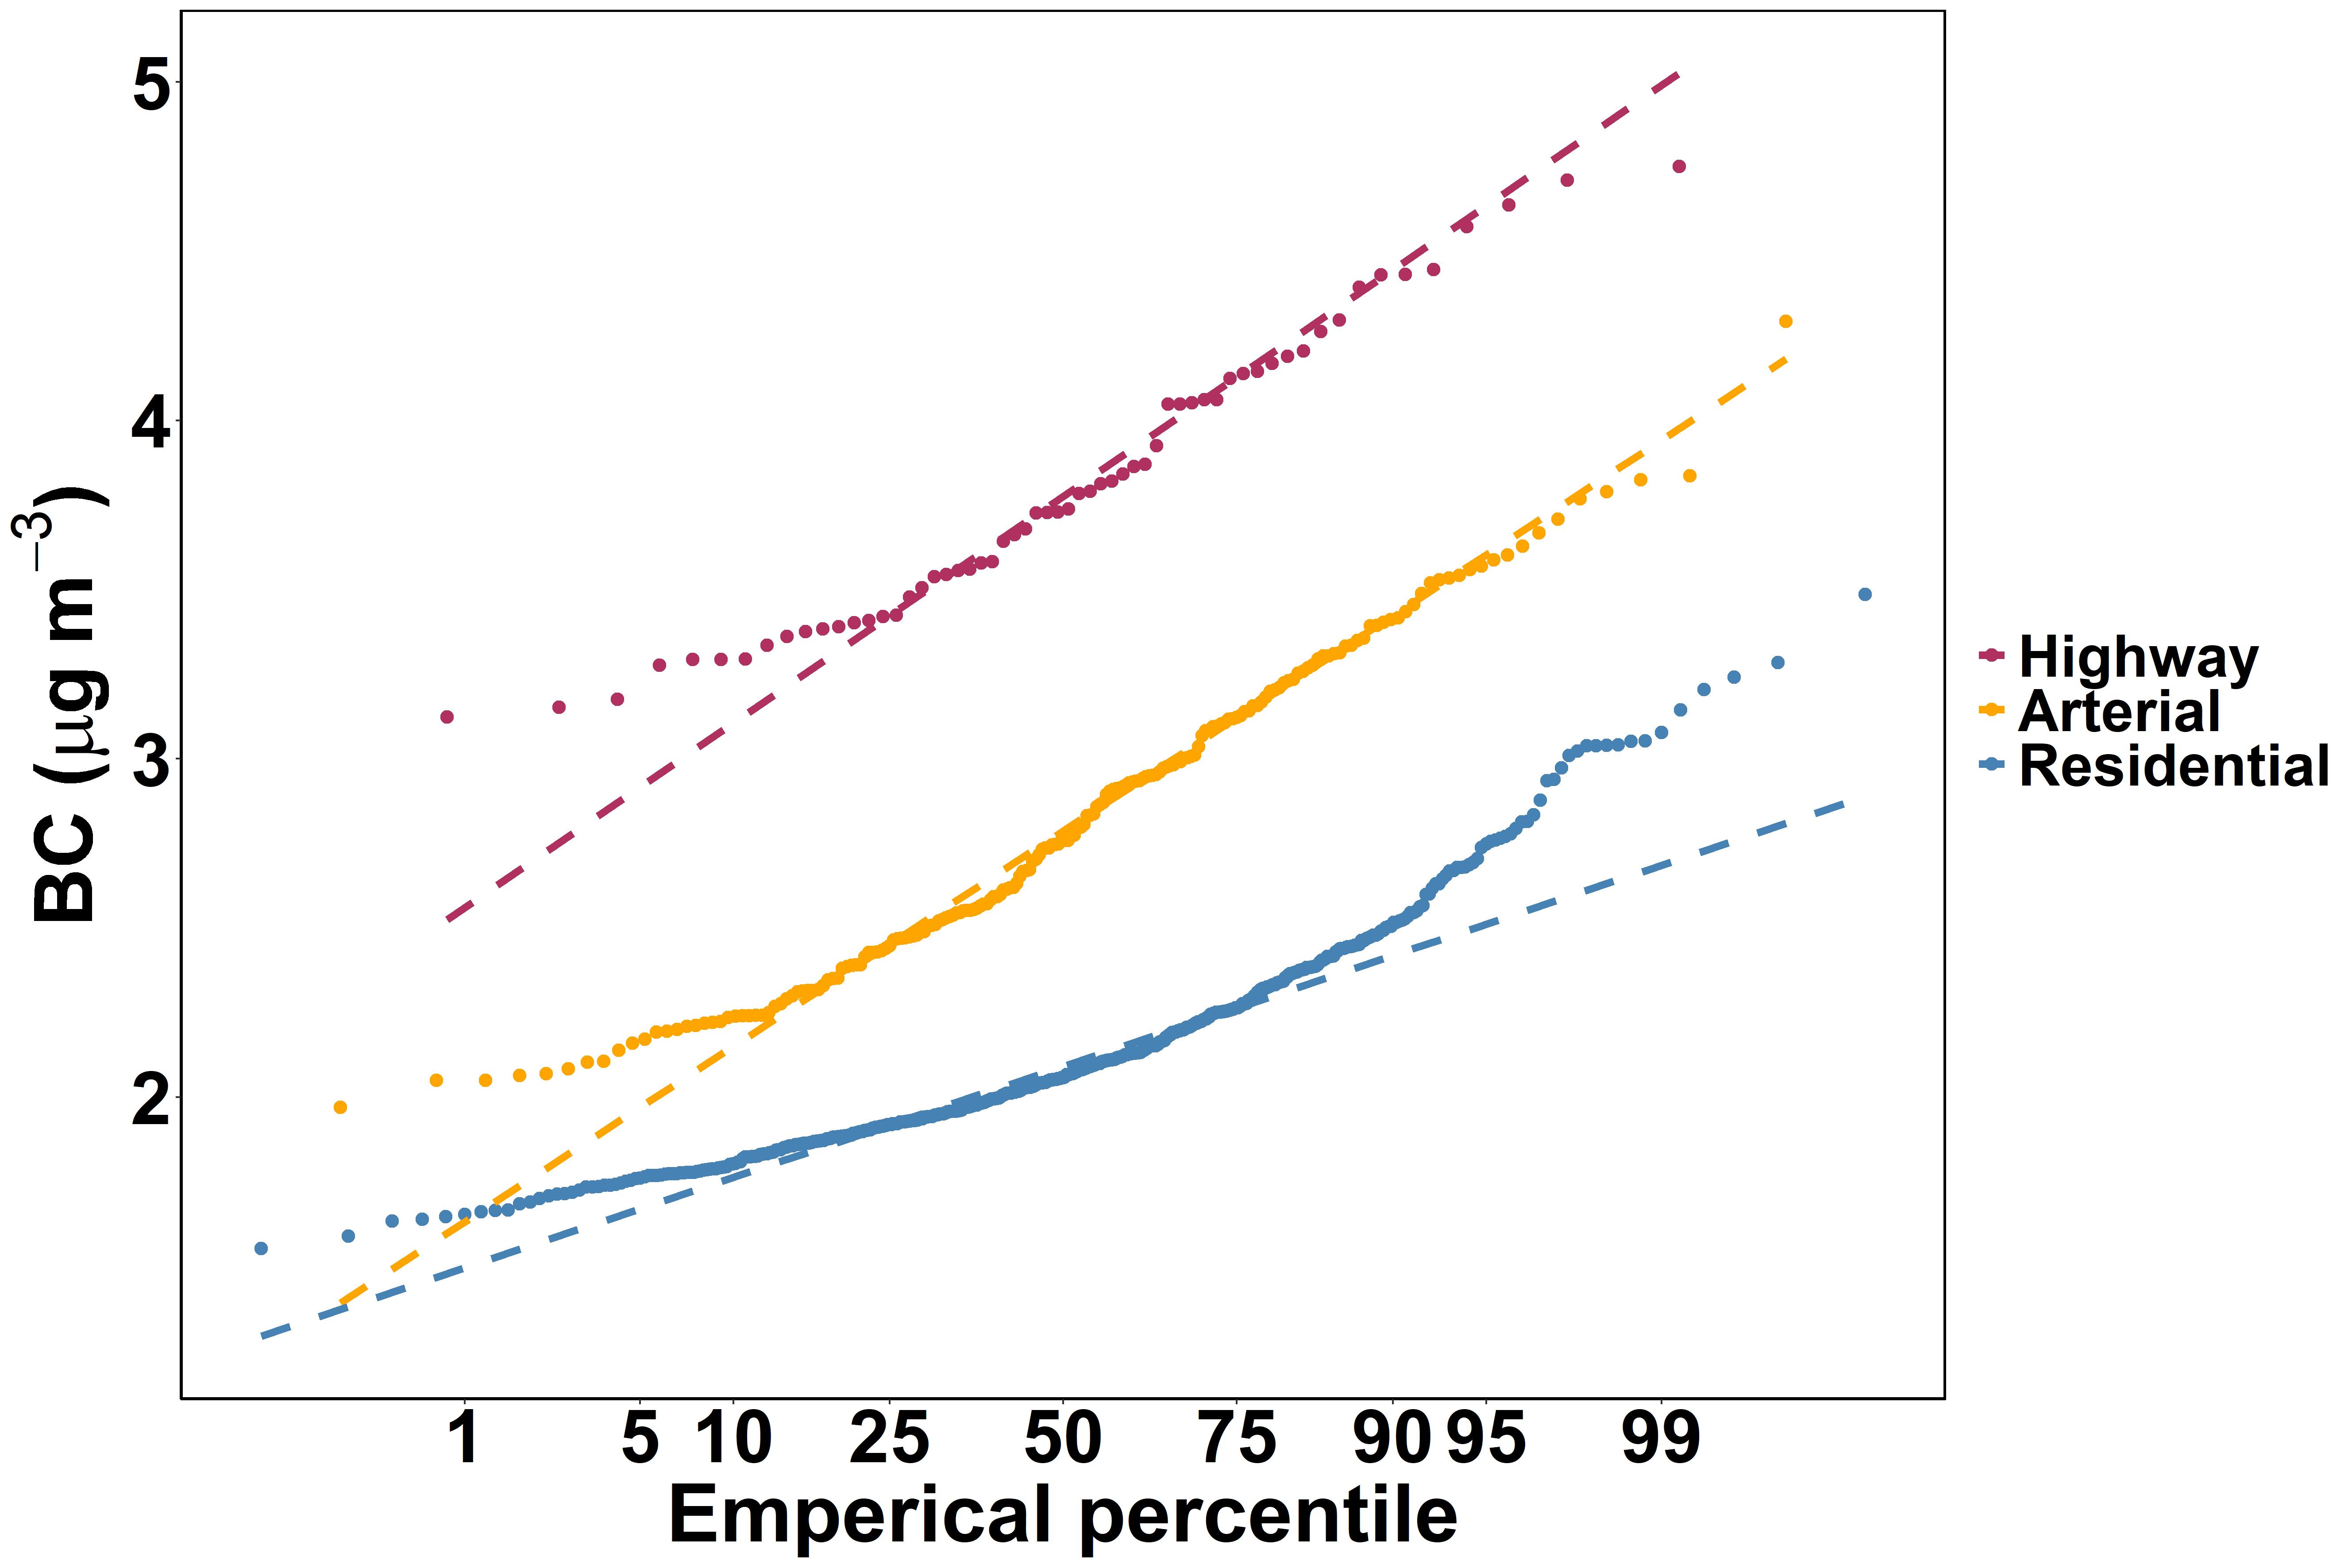 BC (μg m⁻³)
5
4
3
2
1 5 10 25 50 75 90 95 99
Emperical percentile
Highway
Arterial
Residential